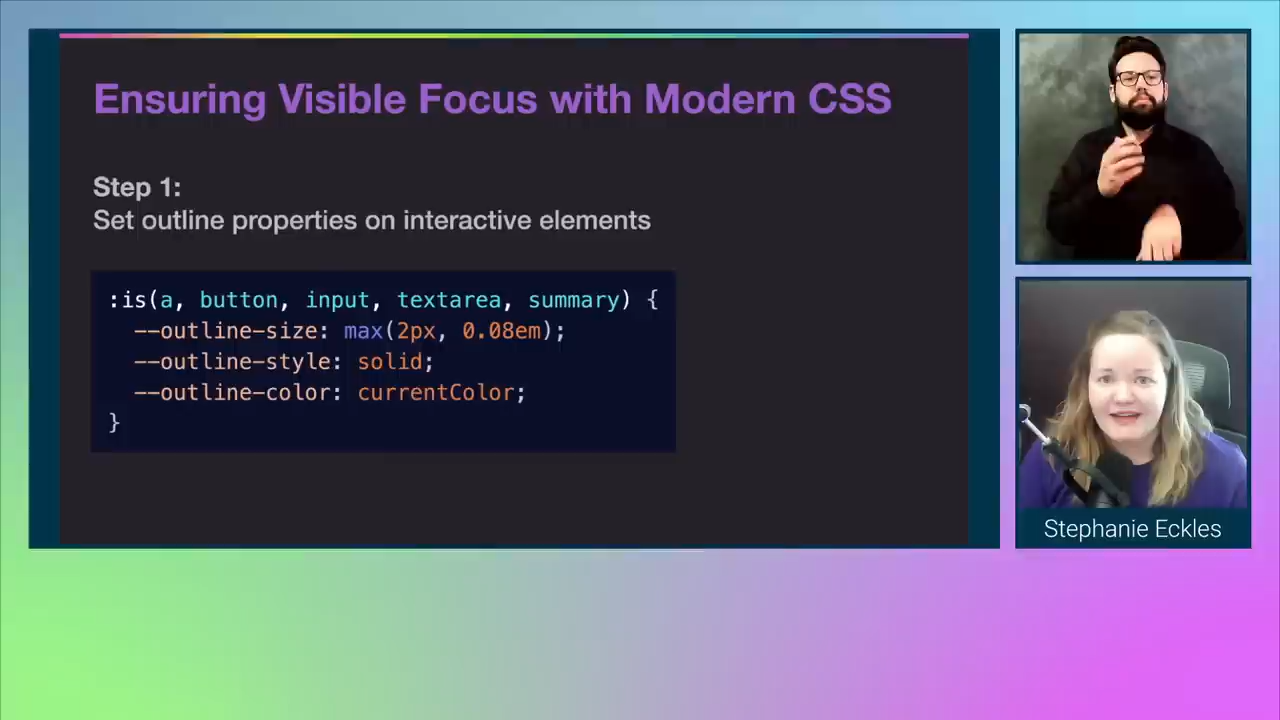 Ensuring Visible Focus with Modern CSS
Step 1:
Set outline properties on interactive elements
:is(a, button, input, textarea, summary) {
  --outline-size: max(2px, 0.08em);
  --outline-style: solid;
  --outline-color: currentColor;
}
Stephanie Eckles